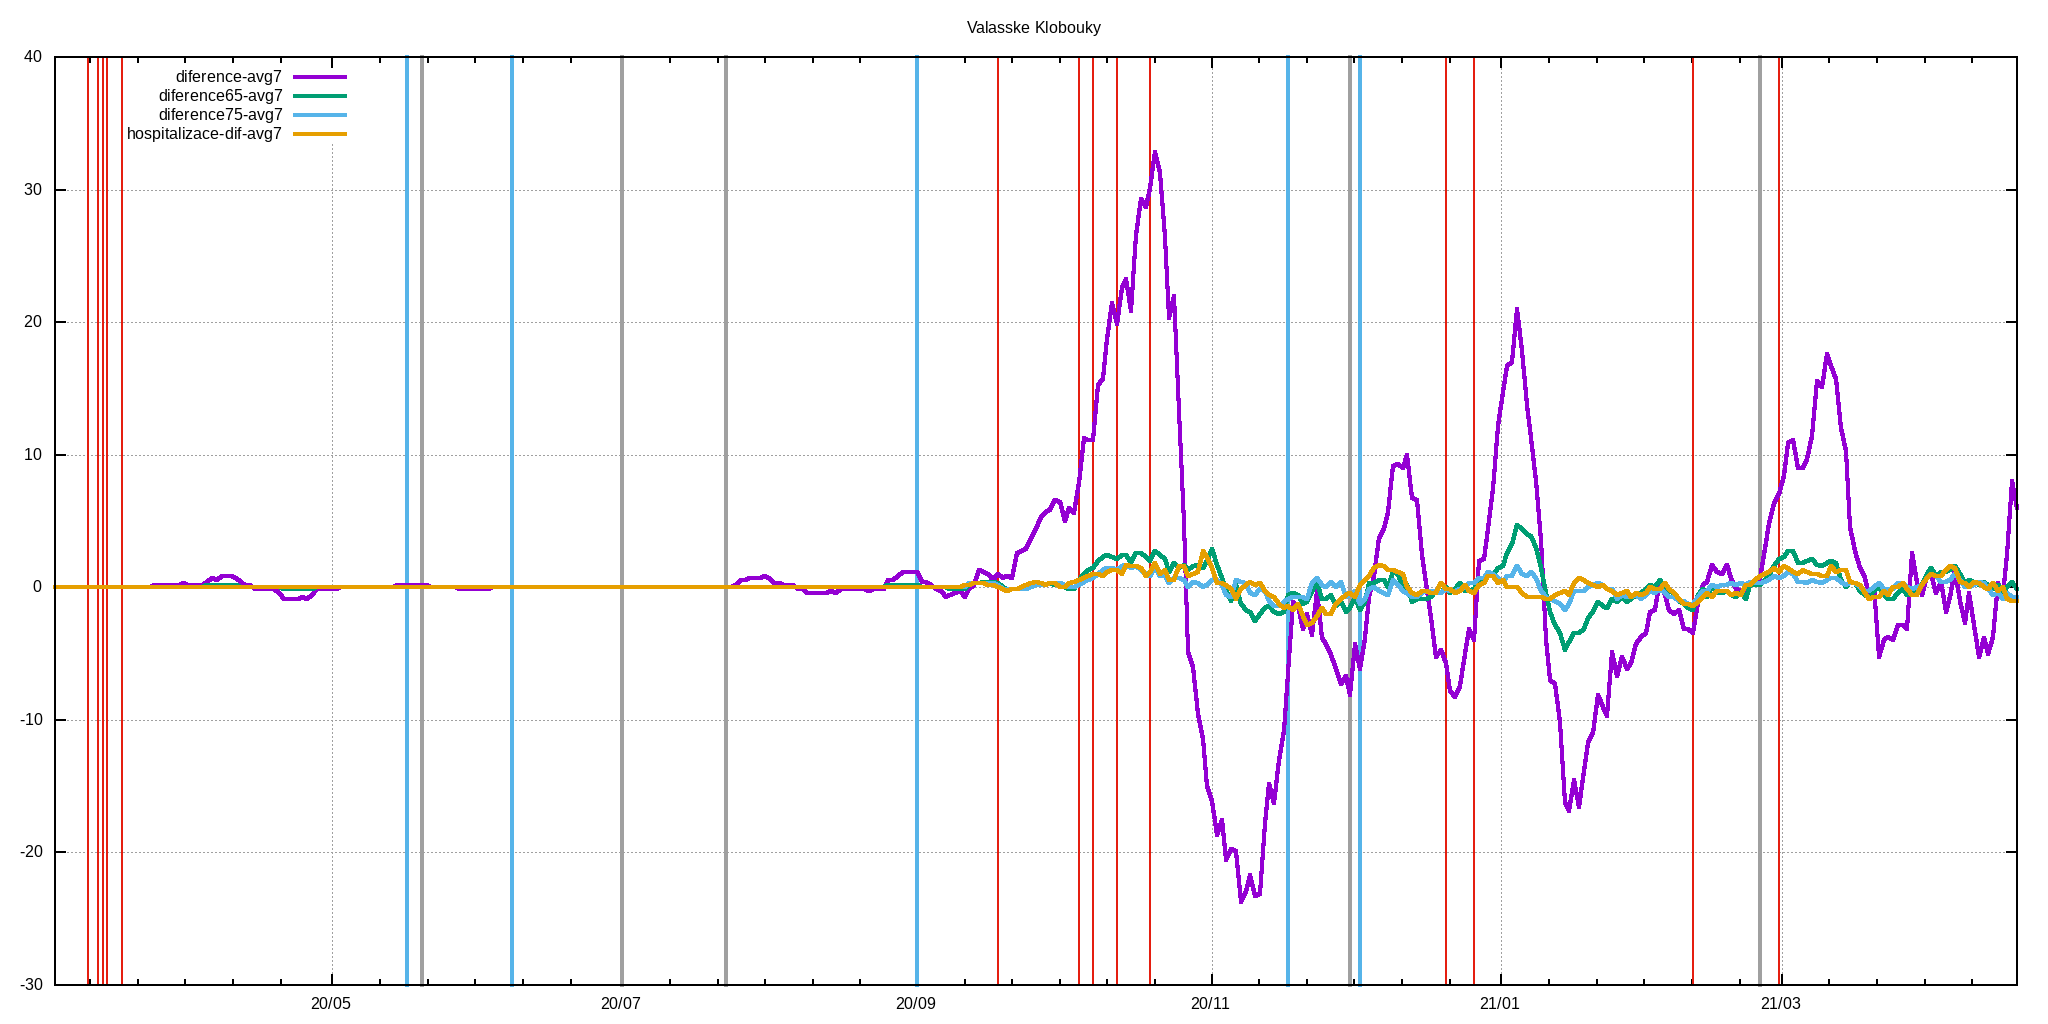 Valasske Klobouky
40
30
20
10
0
-10
-20
-30
diference-avg7
diference65-avg7
diference75-avg7
hospitalizace-dif-avg7
20/05
20/07
20/09
20/11
21/01
21/03